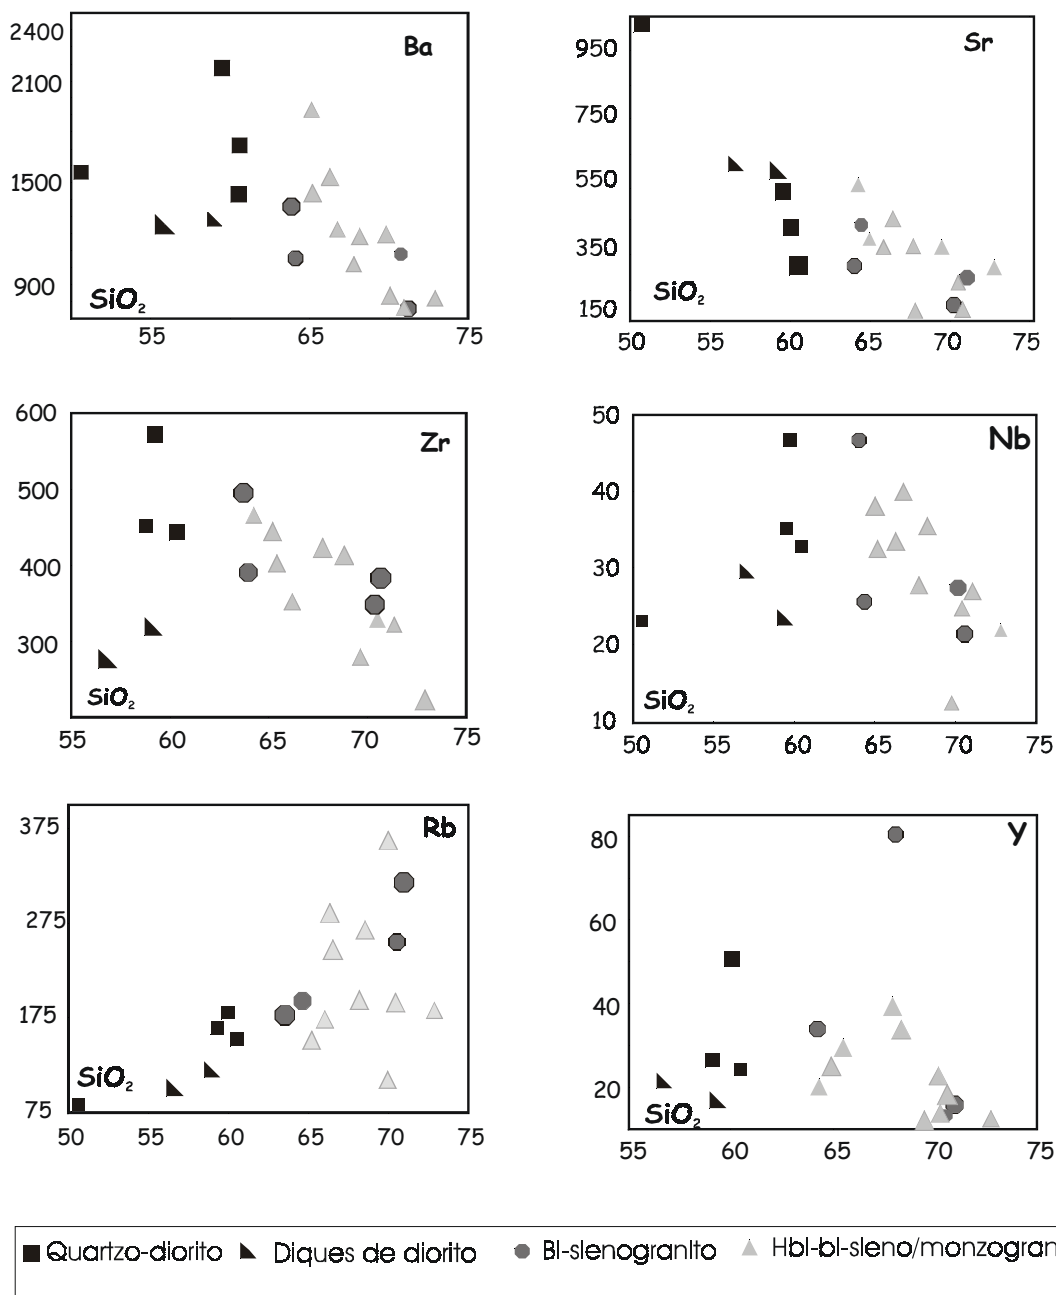 2400
2100
1500
900
Ba
SiO2
55 65 75
950
750
550
350
150
Sr
SiO2
50 55 60 65 70 75
600
500
400
300
Zr
SiO2
55 60 65 70 75
50
40
30
20
10
Nb
SiO2
50 55 60 65 70 75
375
275
175
75
Rb
SiO2
50 55 60 65 70 75
80
60
40
20
Y
SiO2
55 60 65 70 75
Quartzo-diorito Diques de diorito BI-sienogranito Hbl-bi-sieno/monzogran